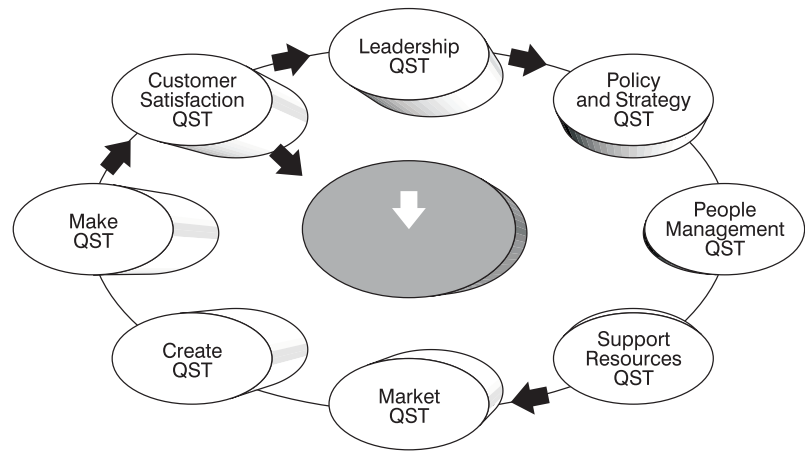 Leadership
QST
Policy
and Strategy
QST
People
Management
QST
Support
Resources
QST
Market
QST
Create
QST
Make
QST
Customer
Satisfaction
QST